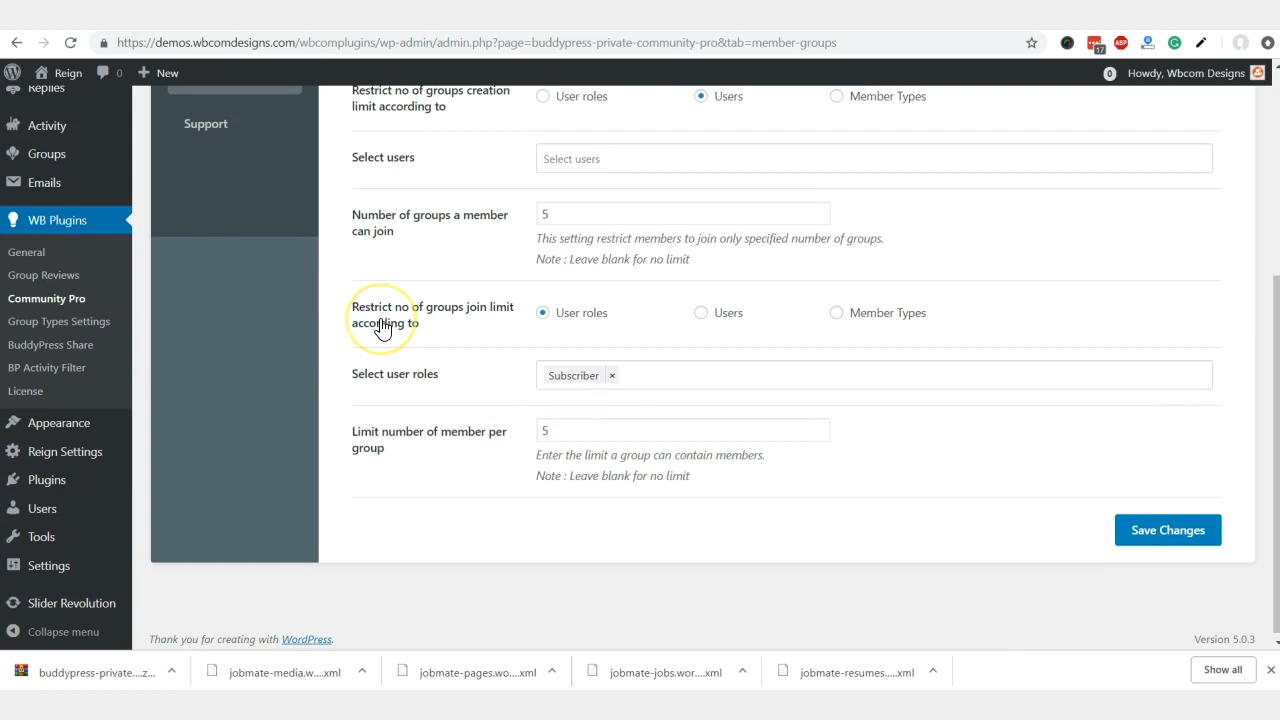 https://demos.wbcomdesigns.com/wbcomplugin/wp-admin/admin.php?page=buddypress-private-community-pro&tab=member-groups
ABP
17
Reign
0
New
0
Howdy, Wbcom Designs
Replies
Activity
Groups
Emails
WB Plugins
General
Group Reviews
Community Pro
Group Types Settings
BuddyPress Share
BP Activity Filter
License
Appearance
Reign Settings
Plugins
Users
Tools
Settings
Slider Revolution
Collapse menu
Support
Restrict no of groups creation
limit according to
User roles
Users
Member Types
Select users
Select users
Number of groups a member
can join
5
This setting restrict members to join only specified number of groups.
Note : Leave blank for no limit
Restrict no of groups join limit
according to
User roles
Users
Member Types
Select user roles
Subscriber ×
Limit number of member per
group
5
Enter the limit a group can contain members.
Note : Leave blank for no limit
Save Changes
Thank you for creating with WordPress.
Version 5.0.3
buddypress-private....z...
jobmate-media.w....xml
jobmate-pages.wo....xml
jobmate-jobs.wor....xml
jobmate-resumes.....xml
Show all